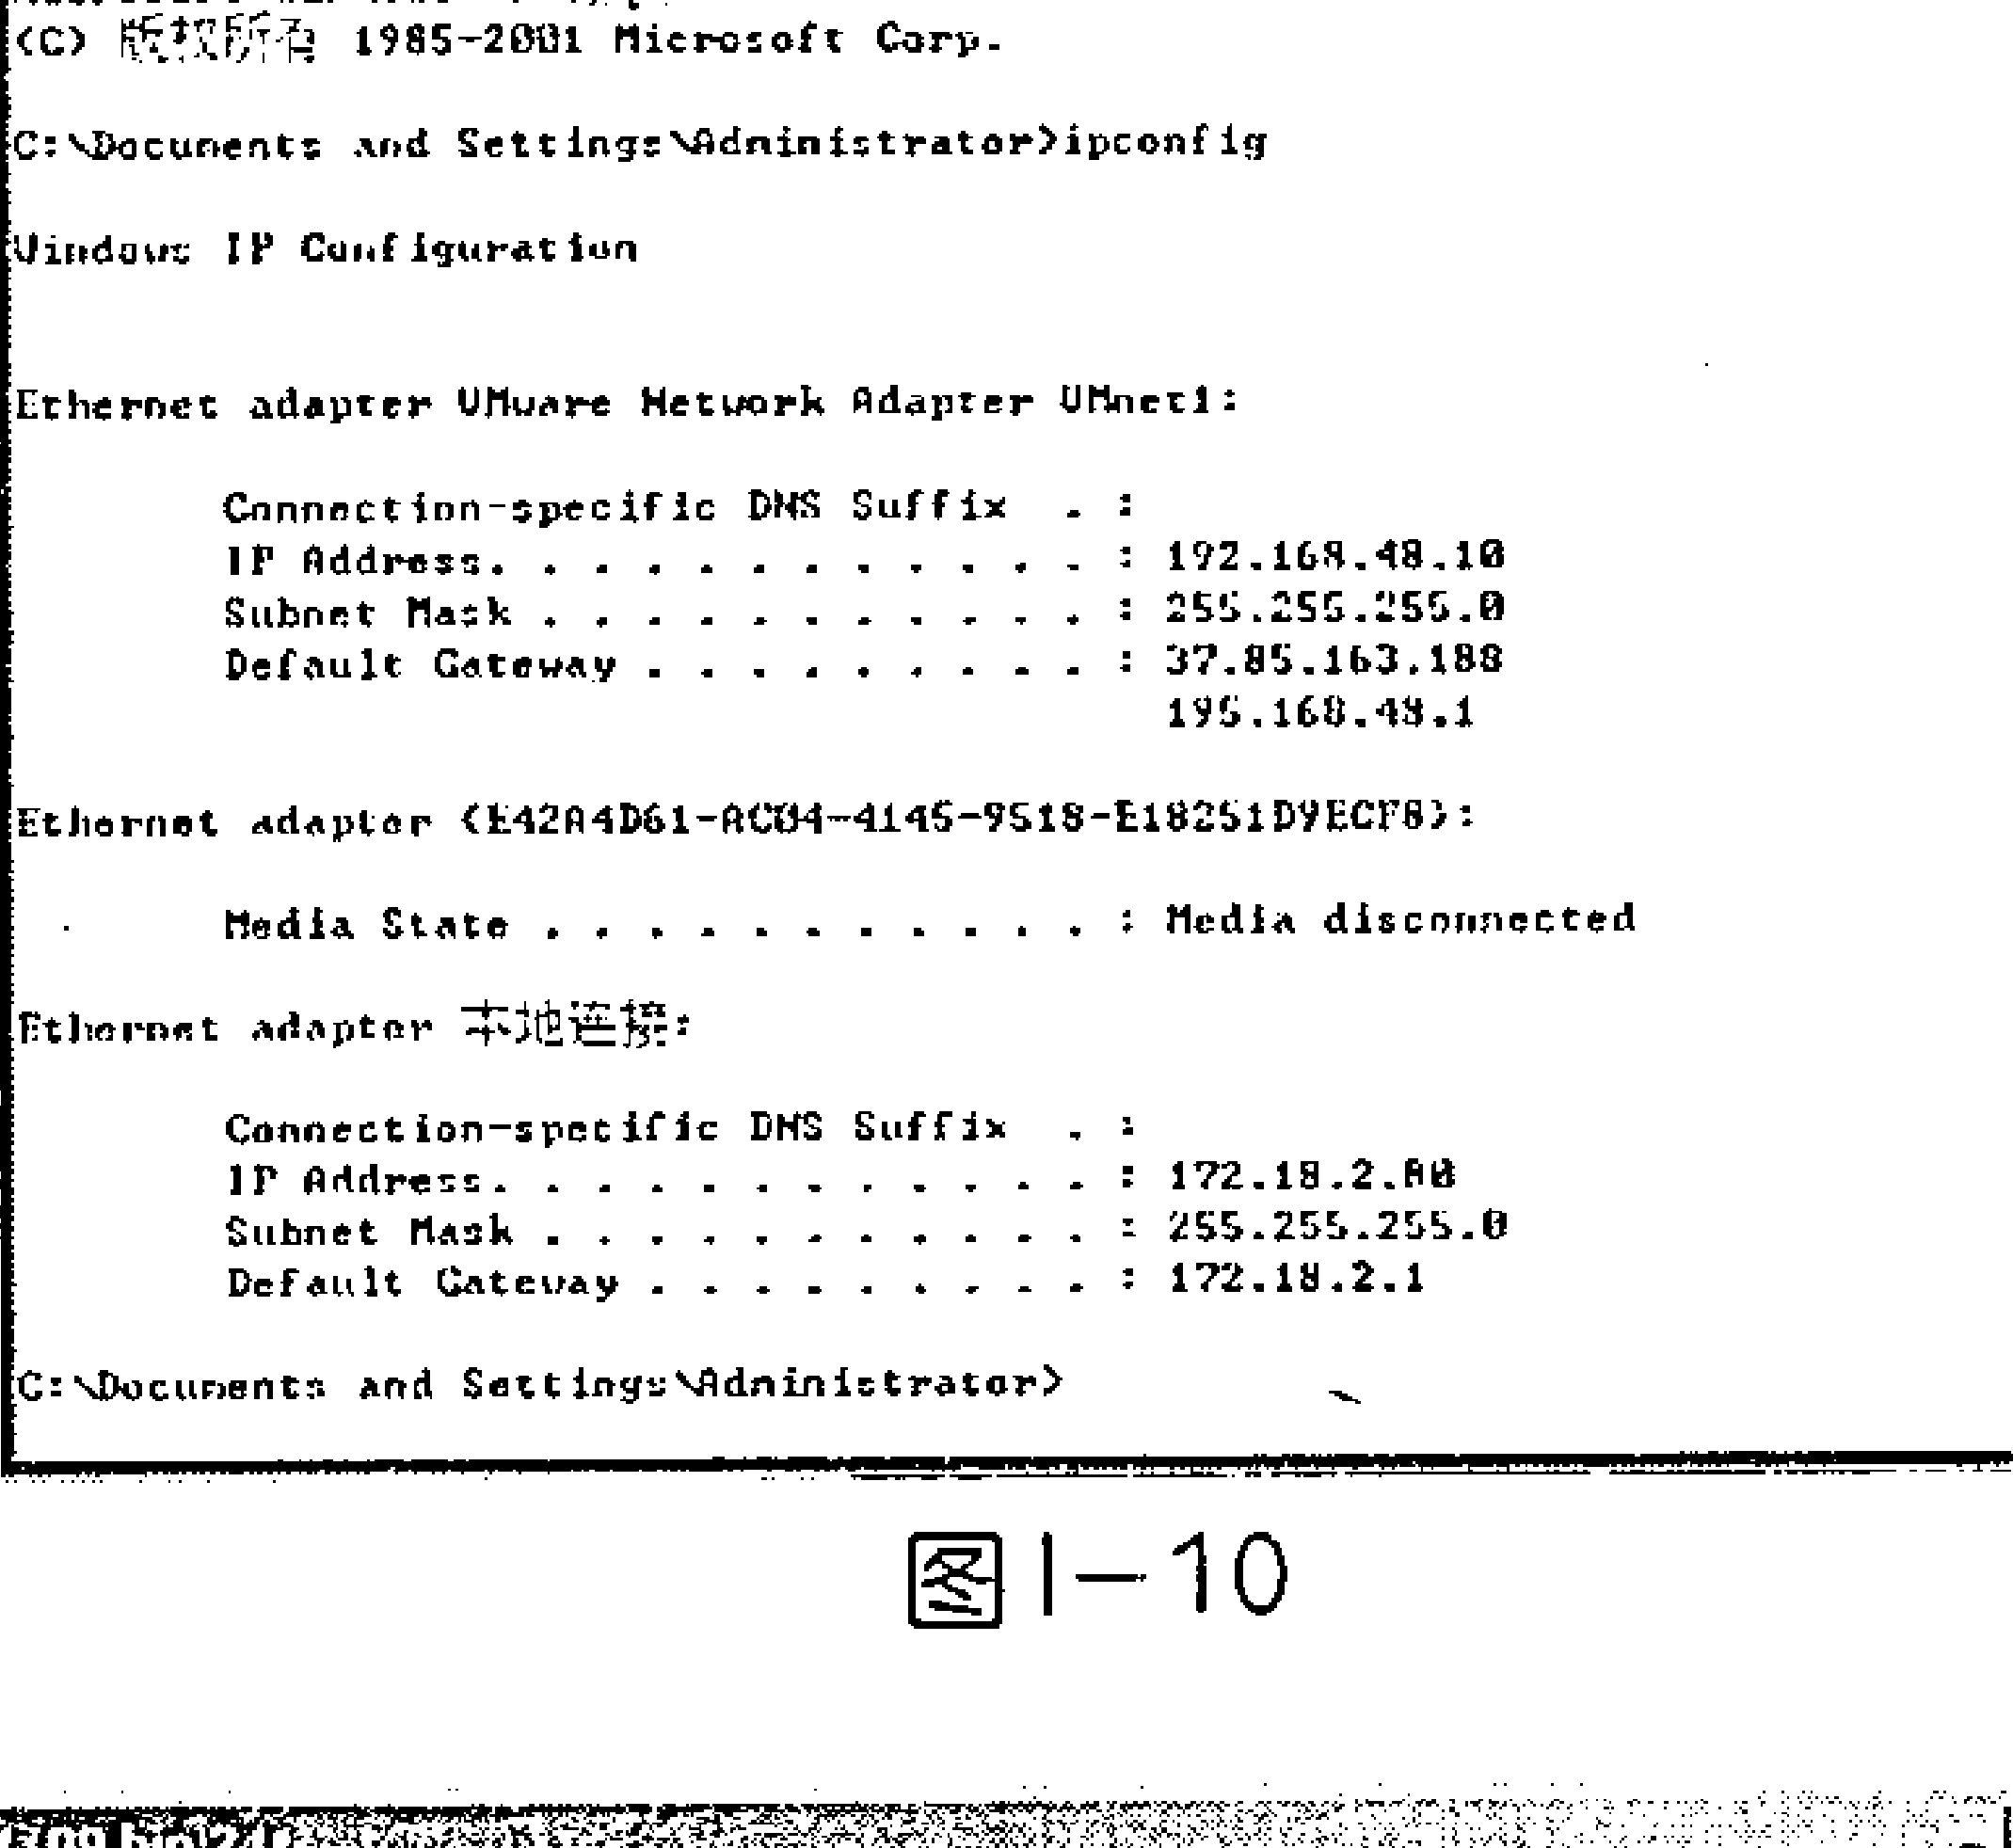 (C) 版权所有 1985-2001 Microsoft Corp.
C:\Documents and Settings\Administrator>ipconfig
Windows IP Configuration
Ethernet adapter VMware Network Adapter VMnet1:
Connection-specific DNS Suffix . :
IP Address. . . . . . . . . . . . : 192.168.48.10
Subnet Mask . . . . . . . . . . . : 255.255.255.0
Default Gateway . . . . . . . . . : 37.85.163.188
195.168.48.1
Ethernet adapter {E42A4D61-AC04-4145-9518-E18251D9ECF8}:
Media State . . . . . . . . . . . : Media disconnected
Ethernet adapter 本地连接:
Connection-specific DNS Suffix . :
IP Address. . . . . . . . . . . . : 172.18.2.80
Subnet Mask . . . . . . . . . . . : 255.255.255.0
Default Gateway . . . . . . . . . : 172.18.2.1
C:\Documents and Settings\Administrator>
图1-10